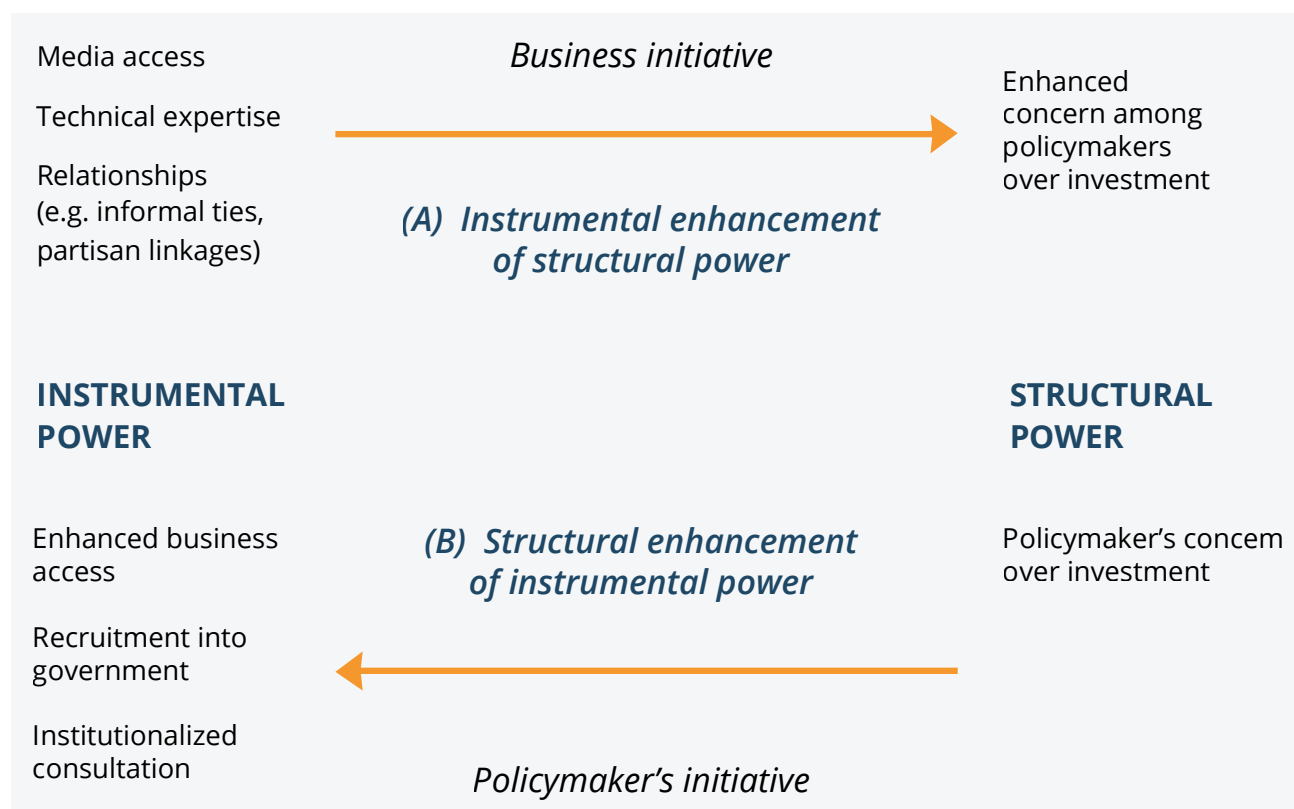 Media access
Technical expertise
Relationships
(e.g. informal ties,
partisan linkages)
Business initiative
(A) Instrumental enhancement
of structural power
Enhanced
concern among
policymakers
over investment
INSTRUMENTAL
POWER
STRUCTURAL
POWER
Enhanced business
access
Recruitment into
government
Institutionalized
consultation
(B) Structural enhancement
of instrumental power
Policymaker's initiative
Policymaker’s concem
over investment